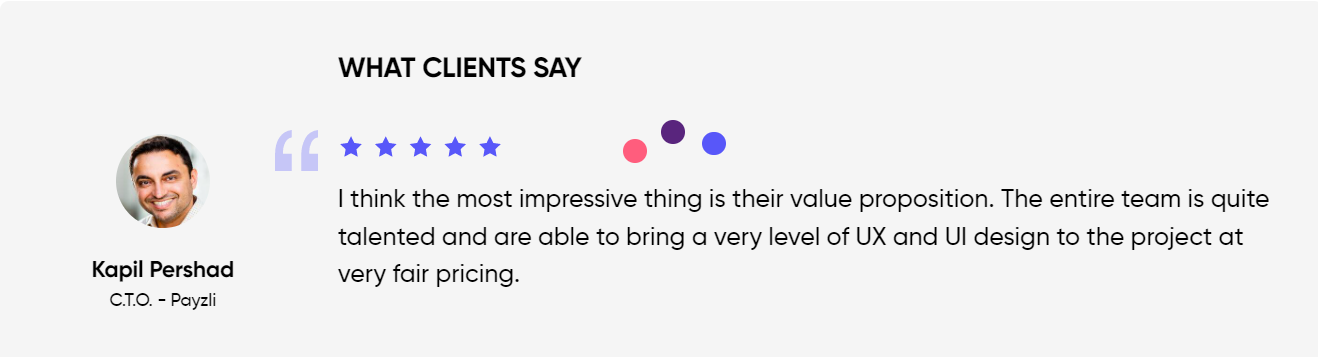 WHAT CLIENTS SAY
I think the most impressive thing is their value proposition. The entire team is quite
talented and are able to bring a very level of UX and UI design to the project at
very fair pricing.
Kapil Pershad
C.T.O. - Payzli